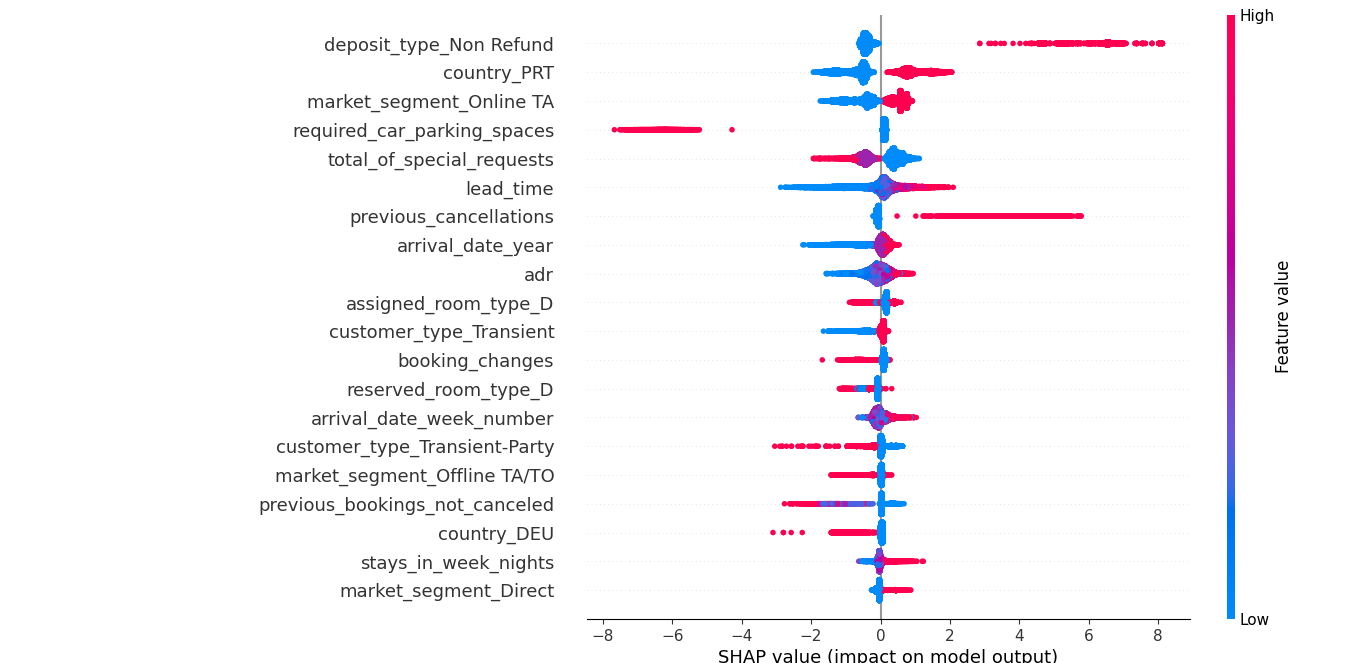 High
deposit_type_Non Refund
country_PRT
market_segment_Online TA
required_car_parking_spaces
total_of_special_requests
lead_time
previous_cancellations
arrival_date_year
adr
assigned_room_type_D
customer_type_Transient
booking_changes
reserved_room_type_D
arrival_date_week_number
customer_type_Transient-Party
market_segment_Offline TA/TO
previous_bookings_not_canceled
country_DEU
stays_in_week_nights
market_segment_Direct
Feature value
Low
−8 −6 −4 −2 0 2 4 6 8
SHAP value (impact on model output)